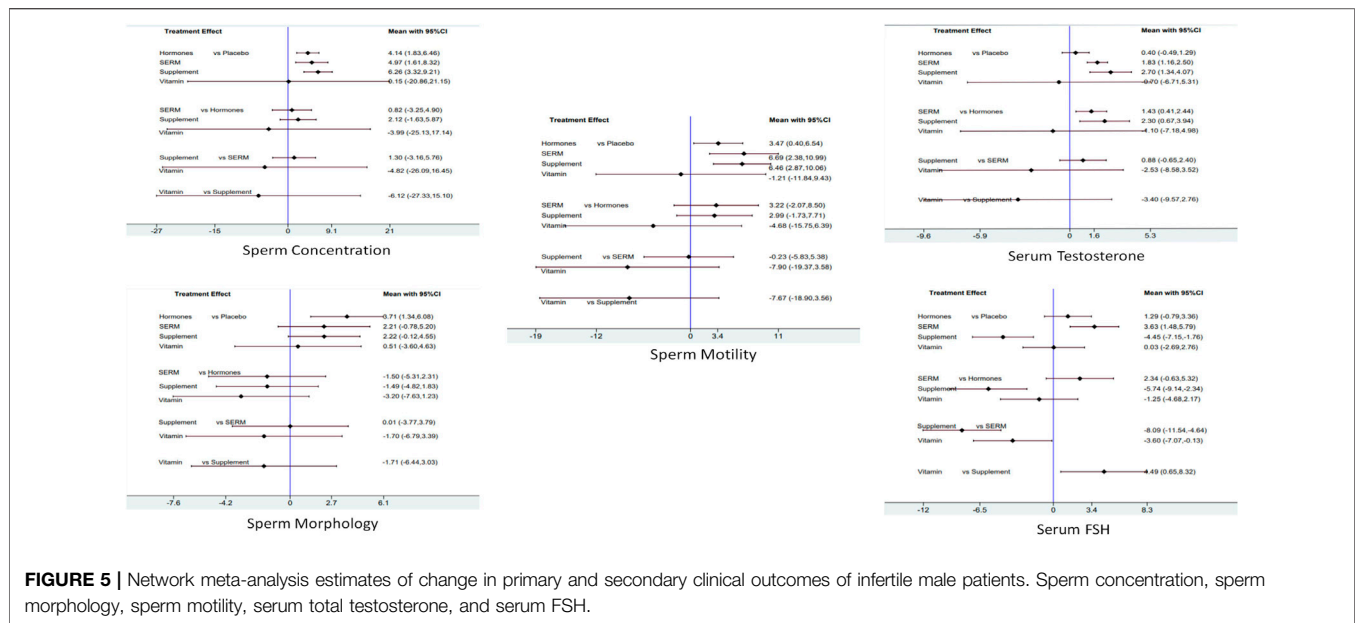 Treatment Effect Mean with 95%CI
Hormones vs Placebo 4.14 (1.83,6.46)
SERM 4.97 (1.61,8.32)
Supplement 6.26 (3.32,9.21)
Vitamin 0.15 (-20.86,21.15)
SERM vs Hormones 0.82 (-3.25,4.90)
Supplement 2.12 (-1.63,5.87)
Vitamin -3.99 (-25.13,17.14)
Supplement vs SERM 1.30 (-3.16,5.76)
Vitamin -4.82 (-26.09,16.45)
Vitamin vs Supplement -6.12 (-27.33,15.10)
-27 -15 0 9.1 21
Sperm Concentration
Treatment Effect Mean with 95%CI
Hormones vs Placebo 3.71 (1.34,6.08)
SERM 2.21 (-0.78,5.20)
Supplement 2.22 (-0.12,4.55)
Vitamin 0.51 (-3.60,4.63)
SERM vs Hormones -1.50 (-5.31,2.31)
Supplement -1.49 (-4.82,1.83)
Vitamin -3.20 (-7.63,1.23)
Supplement vs SERM 0.01 (-3.77,3.79)
Vitamin -1.70 (-6.79,3.39)
Vitamin vs Supplement -1.71 (-6.44,3.03)
-7.6 -4.2 0 2.7 6.1
Sperm Morphology
Treatment Effect Mean with 95%CI
Hormones vs Placebo 3.47 (0.40,6.54)
SERM 6.69 (2.38,10.99)
Supplement 6.46 (2.87,10.06)
Vitamin -1.21 (-11.84,9.43)
SERM vs Hormones 3.22 (-2.07,8.50)
Supplement 2.99 (-1.73,7.71)
Vitamin -4.68 (-15.75,6.39)
Supplement vs SERM -0.23 (-5.83,5.38)
Vitamin -7.90 (-19.37,3.58)
Vitamin vs Supplement -7.67 (-18.90,3.56)
-19 -12 0 3.4 11
Sperm Motility
Treatment Effect Mean with 95%CI
Hormones vs Placebo 0.40 (-0.49,1.29)
SERM 1.83 (1.16,2.50)
Supplement 2.70 (1.34,4.07)
Vitamin -0.70 (-6.71,5.31)
SERM vs Hormones 1.43 (0.41,2.44)
Supplement 2.30 (0.67,3.94)
Vitamin -1.10 (-7.18,4.98)
Supplement vs SERM 0.88 (-0.65,2.40)
Vitamin -2.53 (-8.58,3.52)
Vitamin vs Supplement -3.40 (-9.57,2.76)
-9.6 -5.9 0 1.6 5.3
Serum Testosterone
Treatment Effect Mean with 95%CI
Hormones vs Placebo 1.29 (-0.79,3.36)
SERM 3.63 (1.48,5.79)
Supplement -4.45 (-7.15,-1.76)
Vitamin 0.03 (-2.69,2.76)
SERM vs Hormones 2.34 (-0.63,5.32)
Supplement -5.74 (-9.14,-2.34)
Vitamin -1.25 (-4.68,2.17)
Supplement vs SERM -8.09 (-11.54,-4.64)
Vitamin -3.60 (-7.07,-0.13)
Vitamin vs Supplement 4.49 (0.65,8.32)
-12 -6.5 0 3.4 8.3
Serum FSH
FIGURE 5 | Network meta-analysis estimates of change in primary and secondary clinical outcomes of infertile male patients. Sperm concentration, sperm
morphology, sperm motility, serum total testosterone, and serum FSH.